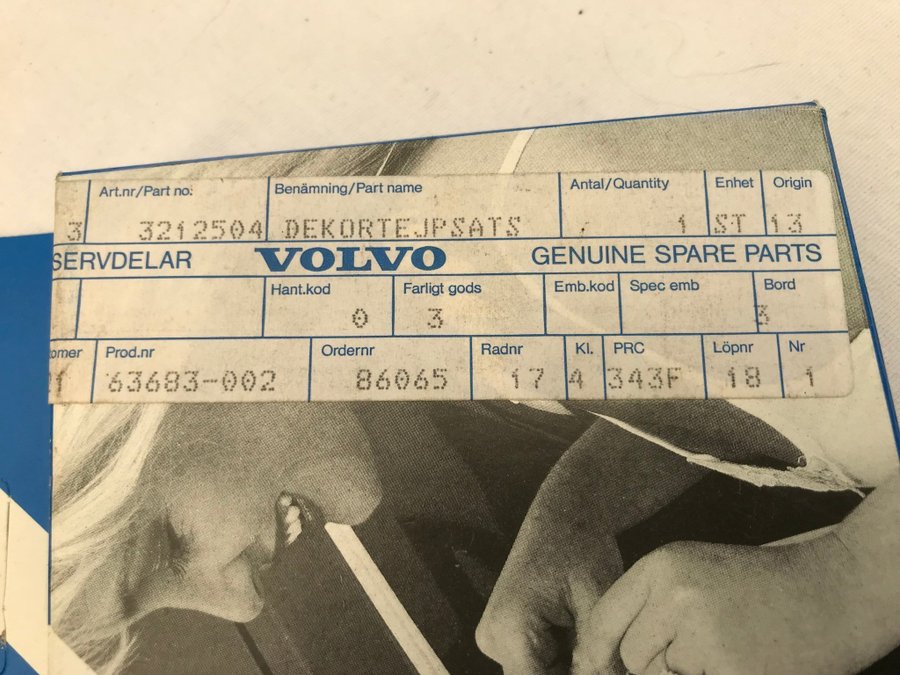 Art.nr/Part no. Benämning/Part name Antal/Quantity Enhet Origin
3 3212504 DEKORTEJPSATS 1 ST 13
SERVDELAR VOLVO GENUINE SPARE PARTS
Hant.kod Farligt gods Emb.kod Spec emb Bord
0 3 3
omer Prod.nr Ordernr Radnr Kl. PRC Löpnr Nr
1 63683-002 86065 17 4 343F 18 1